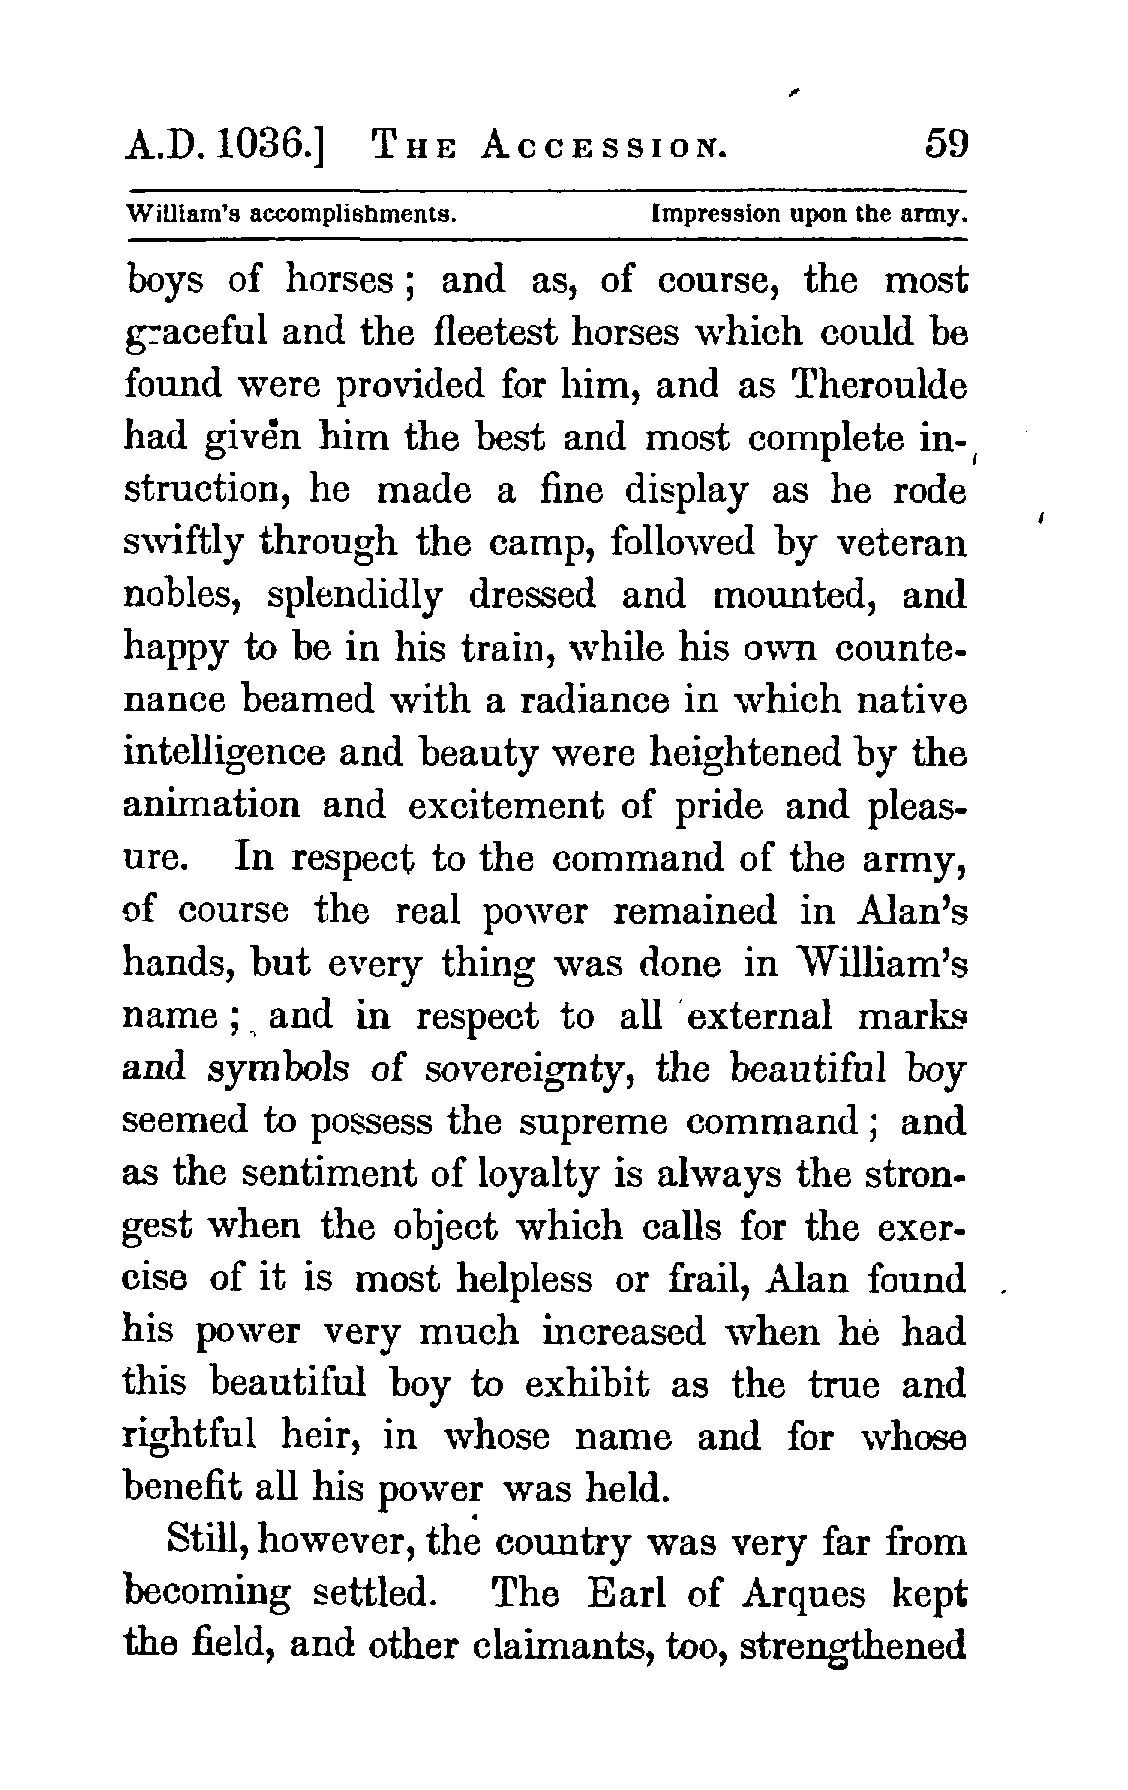 A.D. 1036.] THE ACCESSION. 59
William's accomplishments. Impression upon the army.
boys of horses; and as, of course, the most
graceful and the fleetest horses which could be
found were provided for him, and as Theroulde
had given him the best and most complete in-
struction, he made a fine display as he rode
swiftly through the camp, followed by veteran
nobles, splendidly dressed and mounted, and
happy to be in his train, while his own counte-
nance beamed with a radiance in which native
intelligence and beauty were heightened by the
animation and excitement of pride and pleas-
ure. In respect to the command of the army,
of course the real power remained in Alan's
hands, but every thing was done in William's
name; and in respect to all external marks
and symbols of sovereignty, the beautiful boy
seemed to possess the supreme command; and
as the sentiment of loyalty is always the stron-
gest when the object which calls for the exer-
cise of it is most helpless or frail, Alan found
his power very much increased when he had
this beautiful boy to exhibit as the true and
rightful heir, in whose name and for whose
benefit all his power was held.
Still, however, the country was very far from
becoming settled. The Earl of Arques kept
the field, and other claimants, too, strengthened